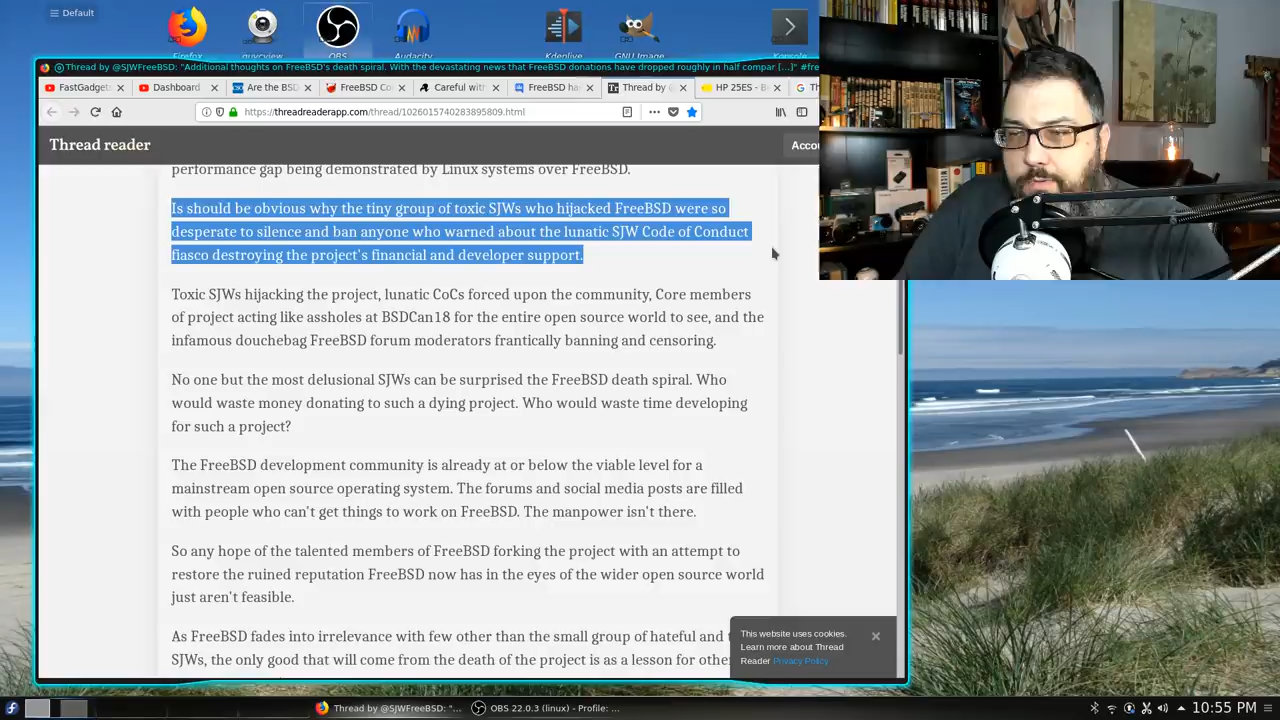 Default
Firefox
guvcview
OBS
Audacity
Kdenlive
GNU Image
Konsole
Thread by @SJWFreeBSD: "Additional thoughts on FreeBSD's death spiral. With the devastating news that FreeBSD donations have dropped roughly in half compar [...]" #fre
FastGadget
Dashboard
Are the BSD
FreeBSD Co
Careful with
FreeBSD ha
Thread by
HP 25ES - B
Th
https://threadreaderapp.com/thread/1026015740283895809.html
Thread reader
Accou
performance gap being demonstrated by Linux systems over FreeBSD.
Is should be obvious why the tiny group of toxic SJWs who hijacked FreeBSD were so
desperate to silence and ban anyone who warned about the lunatic SJW Code of Conduct
fiasco destroying the project's financial and developer support.
Toxic SJWs hijacking the project, lunatic CoCs forced upon the community, Core members
of project acting like assholes at BSDCan18 for the entire open source world to see, and the
infamous douchebag FreeBSD forum moderators frantically banning and censoring.
No one but the most delusional SJWs can be surprised the FreeBSD death spiral. Who
would waste money donating to such a dying project. Who would waste time developing
for such a project?
The FreeBSD development community is already at or below the viable level for a
mainstream open source operating system. The forums and social media posts are filled
with people who can't get things to work on FreeBSD. The manpower isn't there.
So any hope of the talented members of FreeBSD forking the project with an attempt to
restore the ruined reputation FreeBSD now has in the eyes of the wider open source world
just aren't feasible.
As FreeBSD fades into irrelevance with few other than the small group of hateful and t
SJWs, the only good that will come from the death of the project is as a lesson for othe
This website uses cookies.
Learn more about Thread
Reader Privacy Policy
Thread by @SJWFreeBSD: "...
OBS 22.0.3 (linux) - Profile: ...
10:55 PM